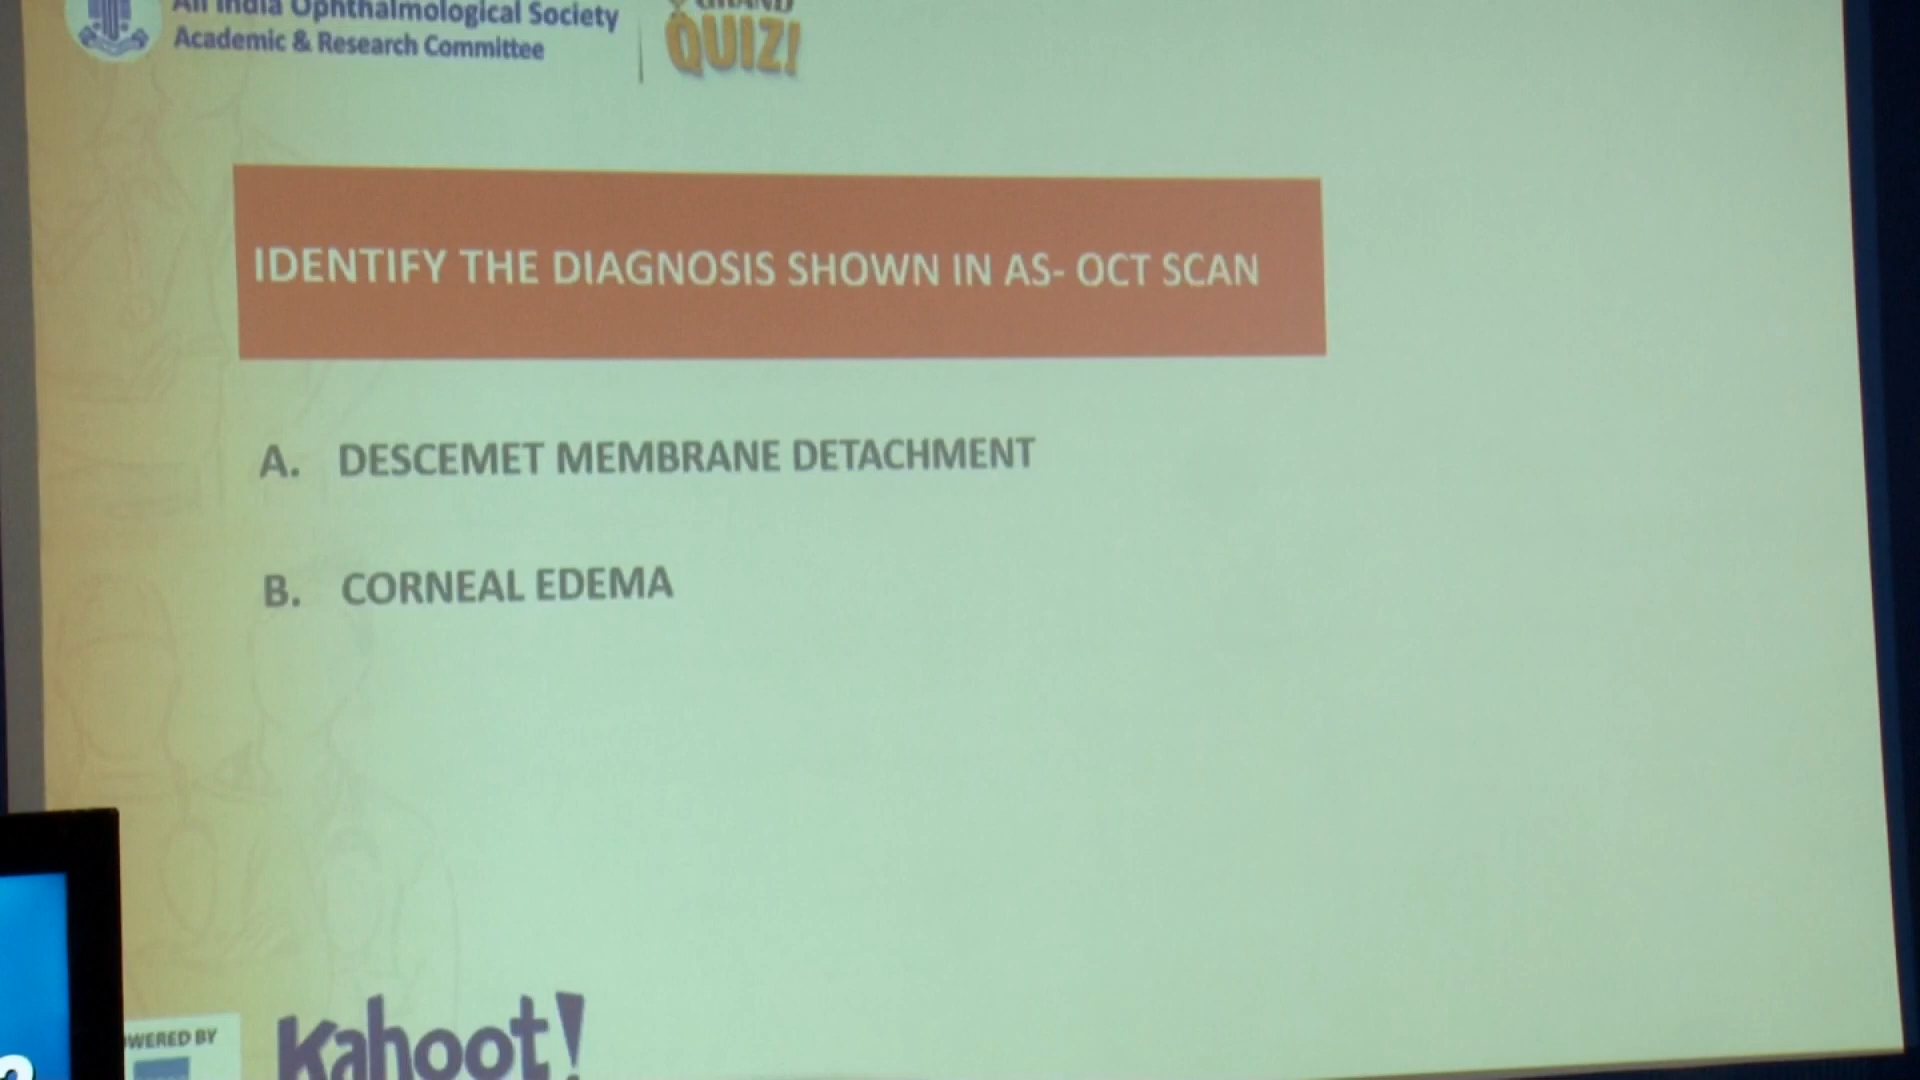 All India Ophthalmological Society
Academic & Research Committee
GRAND
QUIZ!
IDENTIFY THE DIAGNOSIS SHOWN IN AS- OCT SCAN
A. DESCEMET MEMBRANE DETACHMENT
B. CORNEAL EDEMA
OWERED BY
Kahoot!